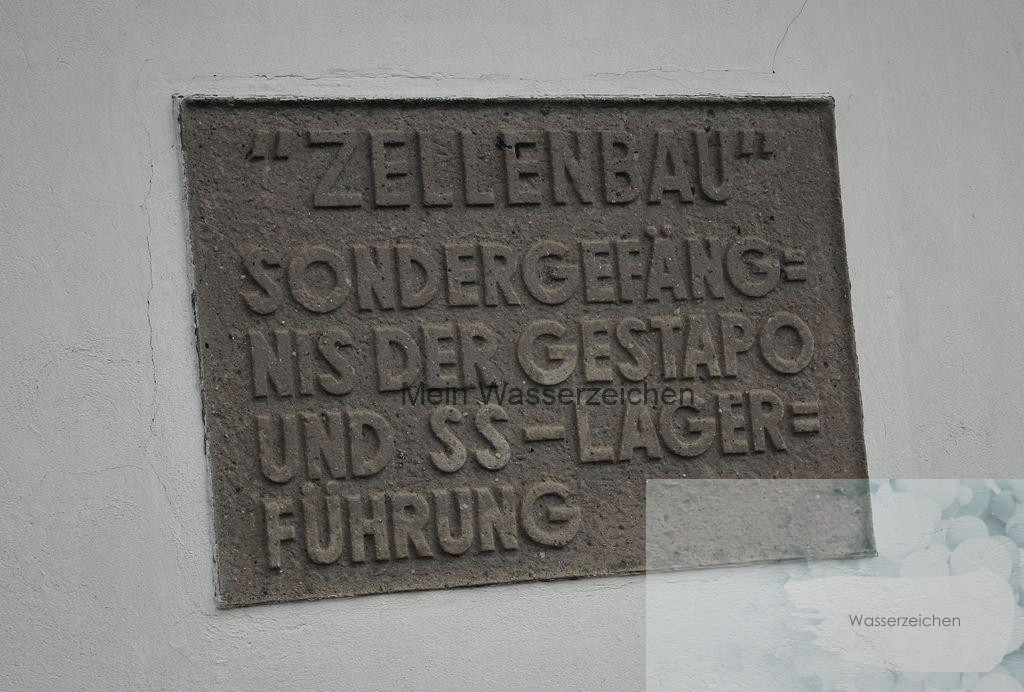 “ZELLENBAU“
SONDERGEFÄNG=
NIS DER GESTAPO
Mein Wasserzeichen
UND SS-LAGER=
FÜHRUNG
Wasserzeichen